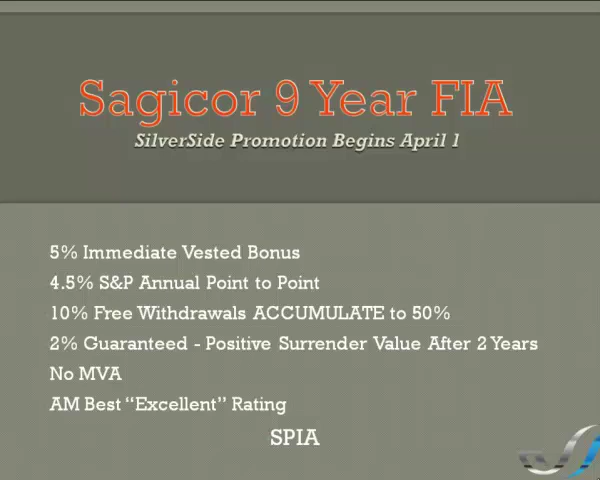 Sagicor 9 Year FIA
SilverSide Promotion Begins April 1
5% Immediate Vested Bonus
4.5% S&P Annual Point to Point
10% Free Withdrawals ACCUMULATE to 50%
2% Guaranteed - Positive Surrender Value After 2 Years
No MVA
AM Best “Excellent” Rating
SPIA